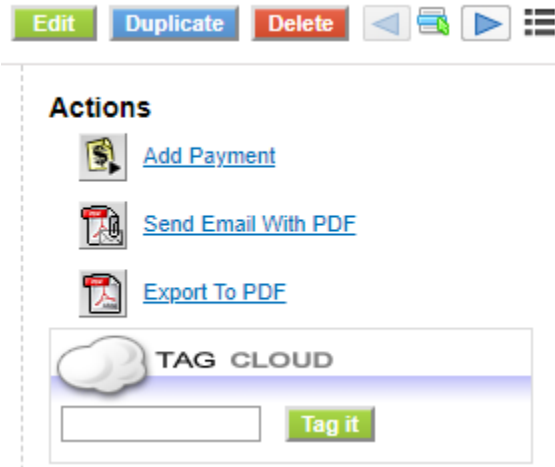 Edit Duplicate Delete
Actions
Add Payment
Send Email With PDF
Export To PDF
TAG CLOUD
Tag it